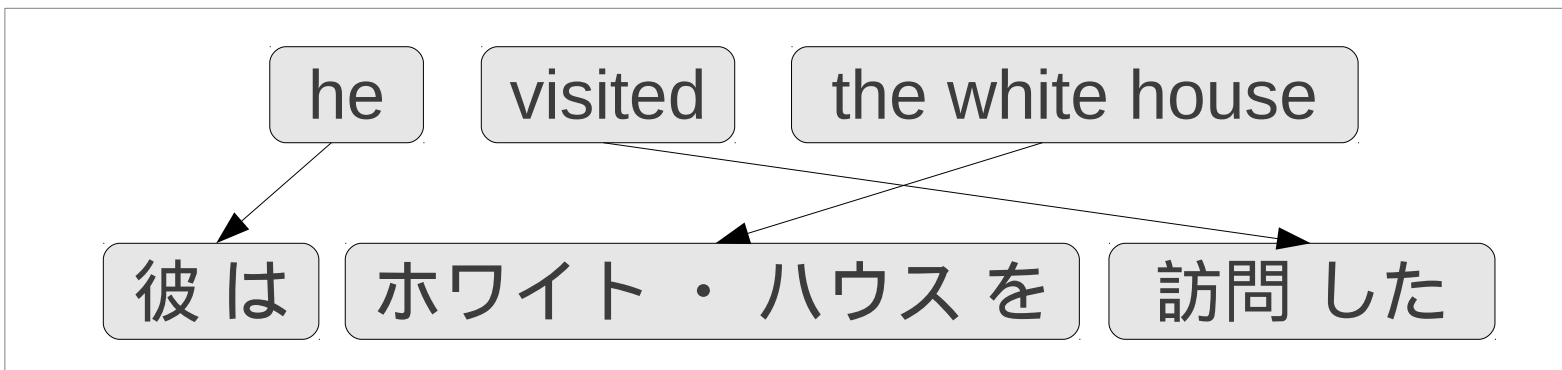 he visited the white house
彼 は ホワイト ・ ハウス を 訪問 した